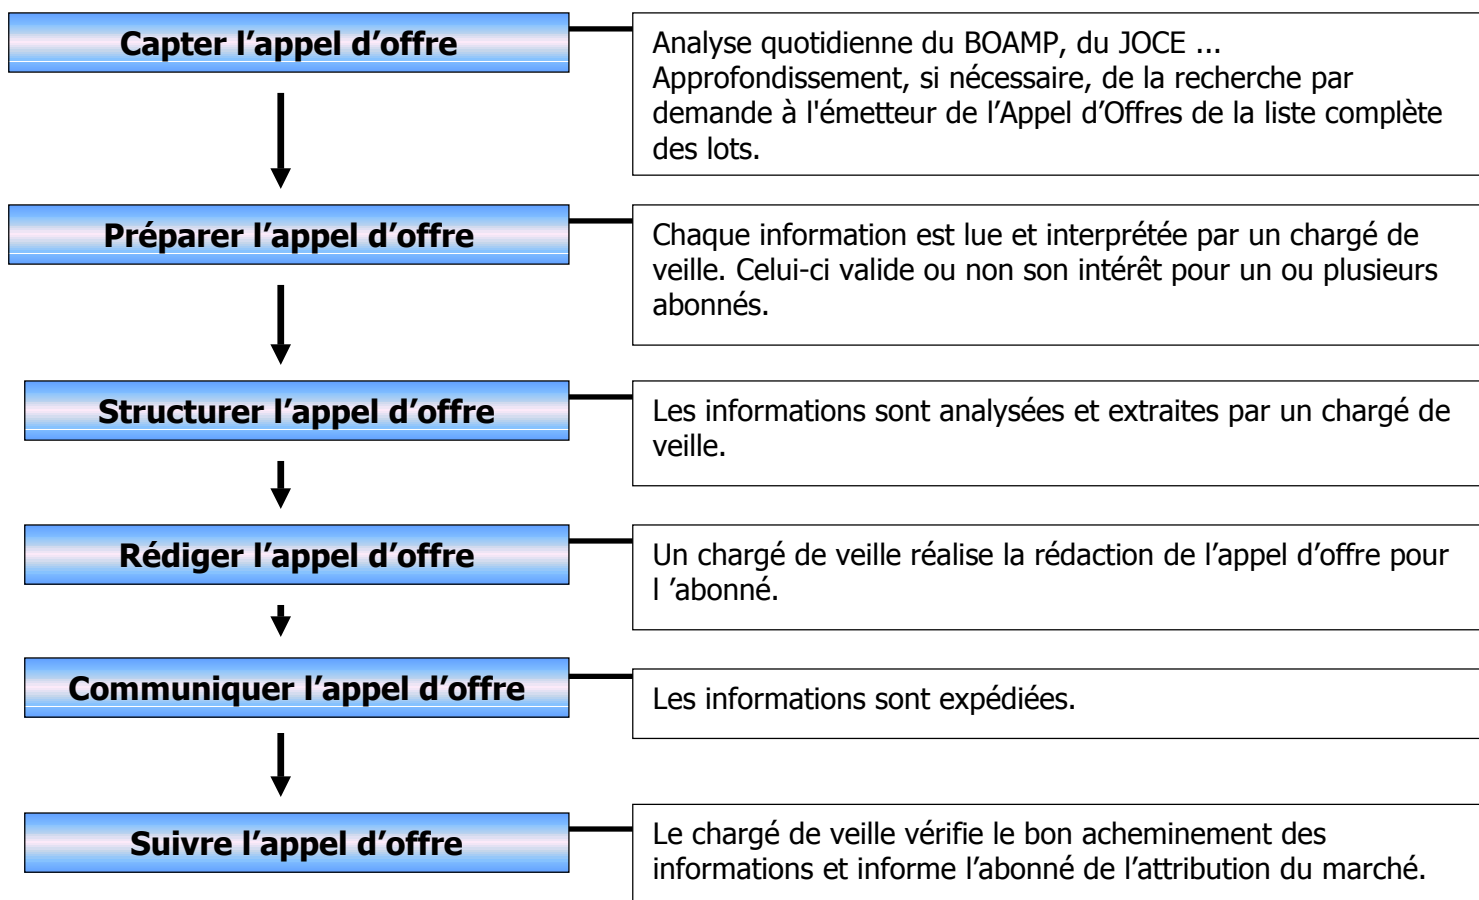 Capter l’appel d’offre
Analyse quotidienne du BOAMP, du JOCE ...
Approfondissement, si nécessaire, de la recherche par
demande à l'émetteur de l’Appel d’Offres de la liste complète
des lots.
Préparer l’appel d’offre
Chaque information est lue et interprétée par un chargé de
veille. Celui-ci valide ou non son intérêt pour un ou plusieurs
abonnés.
Structurer l’appel d’offre
Les informations sont analysées et extraites par un chargé de
veille.
Rédiger l’appel d’offre
Un chargé de veille réalise la rédaction de l’appel d’offre pour
l ’abonné.
Communiquer l’appel d’offre
Les informations sont expédiées.
Suivre l’appel d’offre
Le chargé de veille vérifie le bon acheminement des
informations et informe l’abonné de l’attribution du marché.